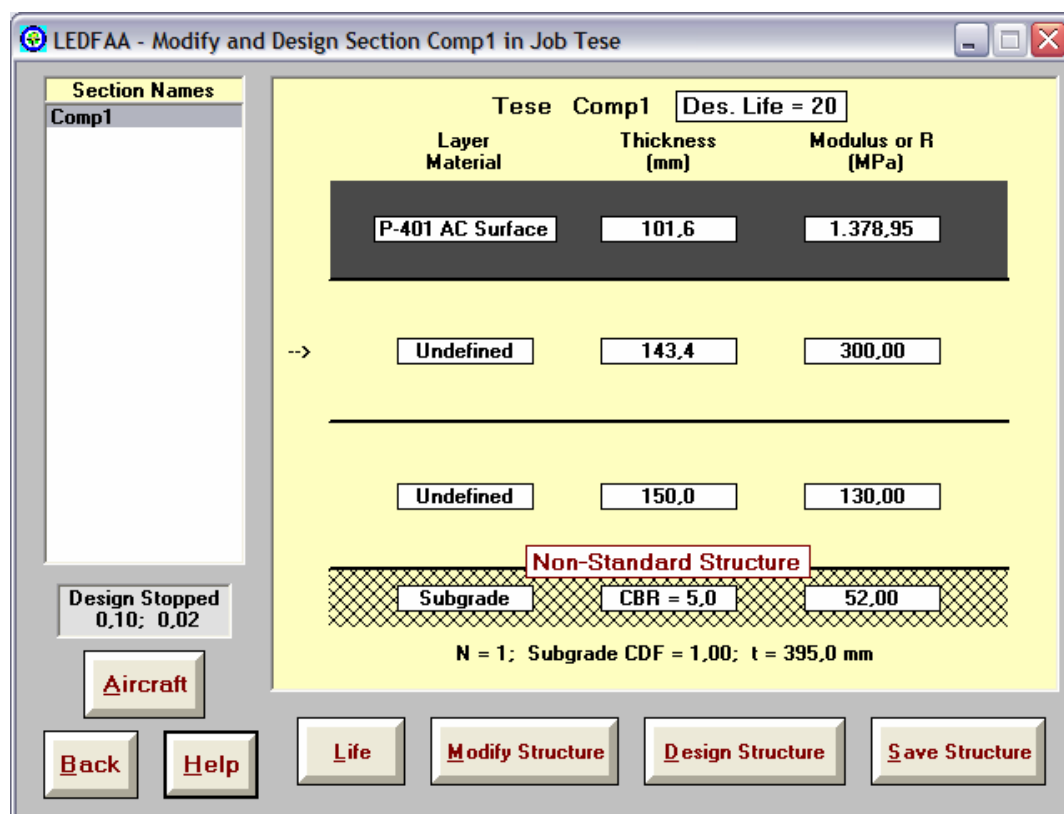 LEDFAA - Modify and Design Section Comp1 in Job Tese
Section Names
Comp1
Tese Comp1 Des. Life = 20
Layer Material Thickness (mm) Modulus or R (MPa)
P-401 AC Surface 101,6 1.378,95
--> Undefined 143,4 300,00
Undefined 150,0 130,00
Non-Standard Structure
Subgrade CBR = 5,0 52,00
N = 1; Subgrade CDF = 1,00; t = 395,0 mm
Design Stopped
0,10; 0,02
Aircraft
Back Help Life Modify Structure Design Structure Save Structure